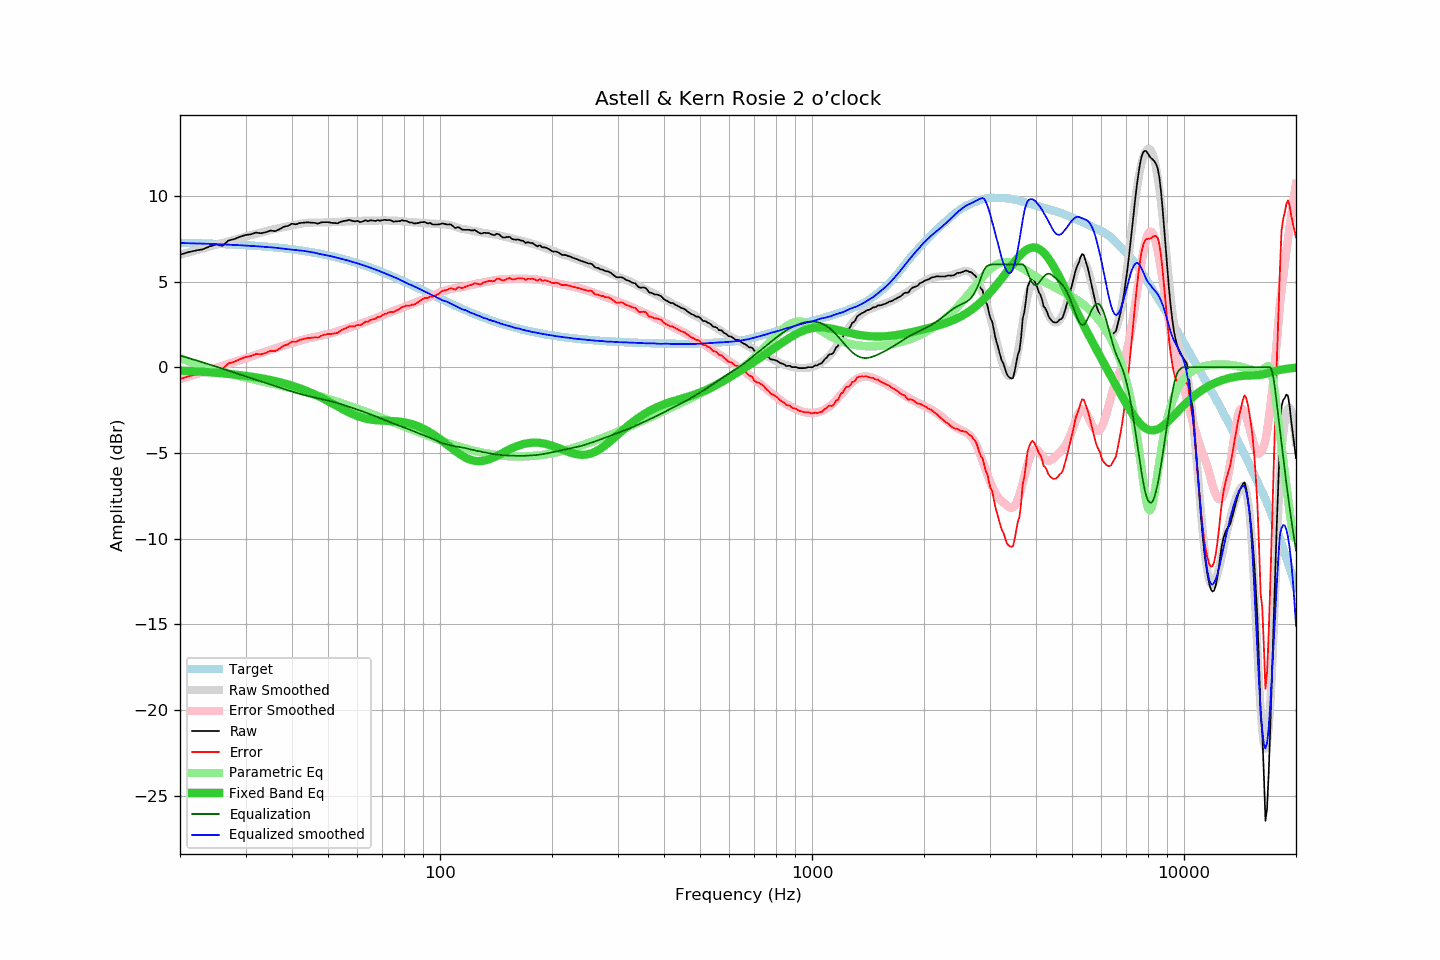 Astell & Kern Rosie 2 o’clock
10
5
0
−5
−10
−15
−20
−25
Amplitude (dBr)
Target
Raw Smoothed
Error Smoothed
Raw
Error
Parametric Eq
Fixed Band Eq
Equalization
Equalized smoothed
100 1000 10000
Frequency (Hz)